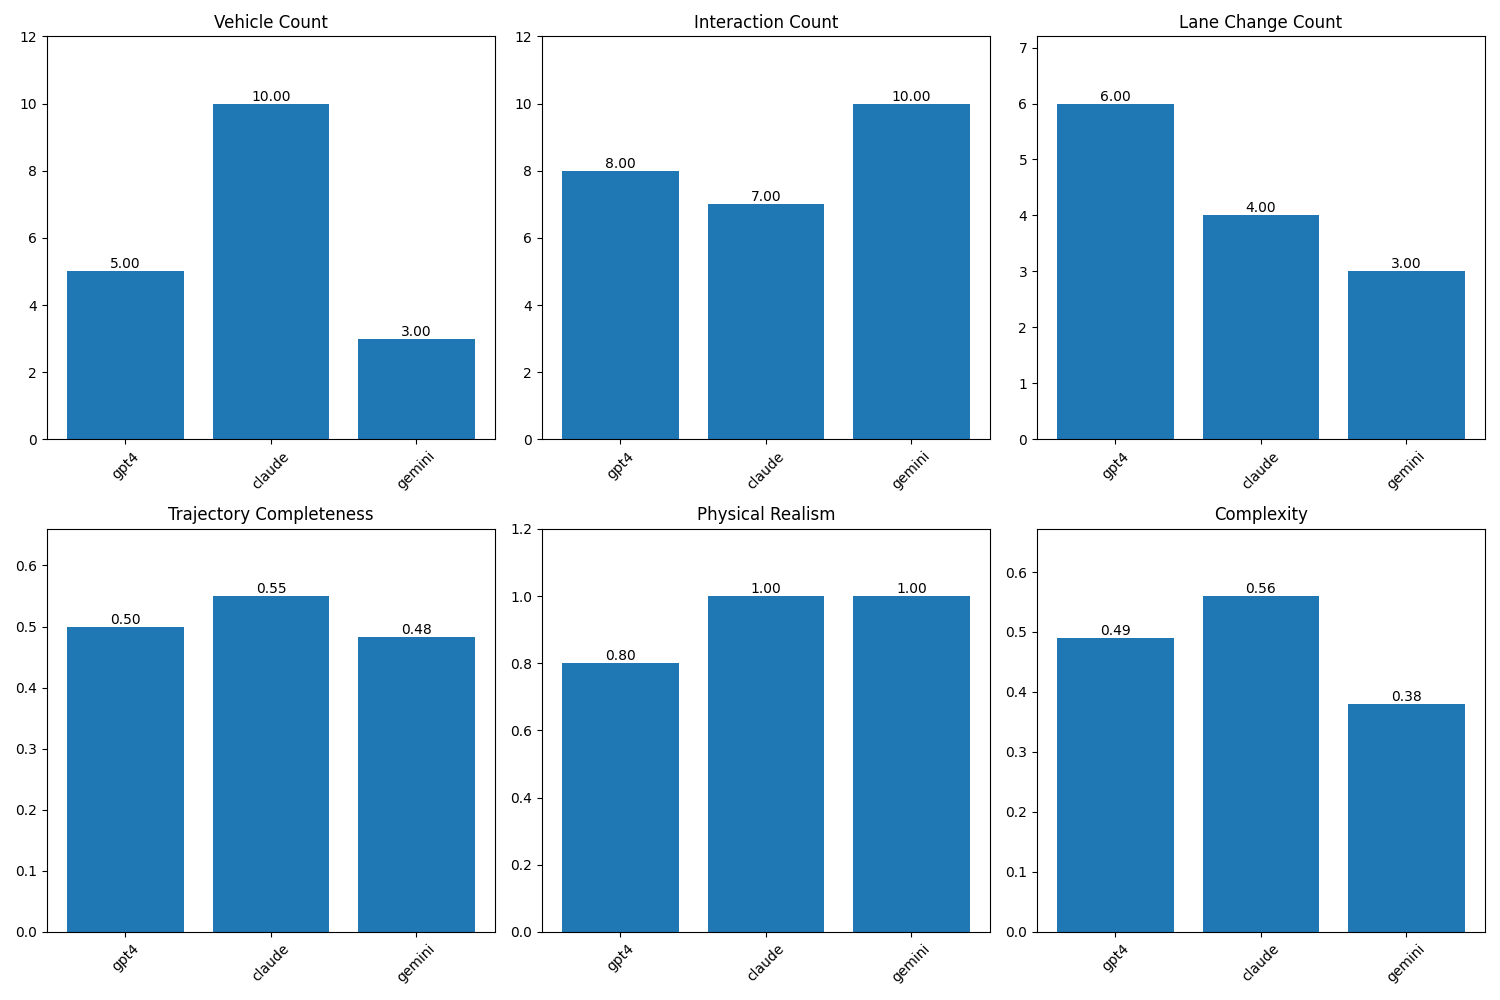 Vehicle Count
12
10
8
6
4
2
0
5.00
10.00
3.00
gpt4
claude
gemini
Interaction Count
12
10
8
6
4
2
0
8.00
7.00
10.00
gpt4
claude
gemini
Lane Change Count
7
6
5
4
3
2
1
0
6.00
4.00
3.00
gpt4
claude
gemini
Trajectory Completeness
0.6
0.5
0.4
0.3
0.2
0.1
0.0
0.50
0.55
0.48
gpt4
claude
gemini
Physical Realism
1.2
1.0
0.8
0.6
0.4
0.2
0.0
0.80
1.00
1.00
gpt4
claude
gemini
Complexity
0.6
0.5
0.4
0.3
0.2
0.1
0.0
0.49
0.56
0.38
gpt4
claude
gemini